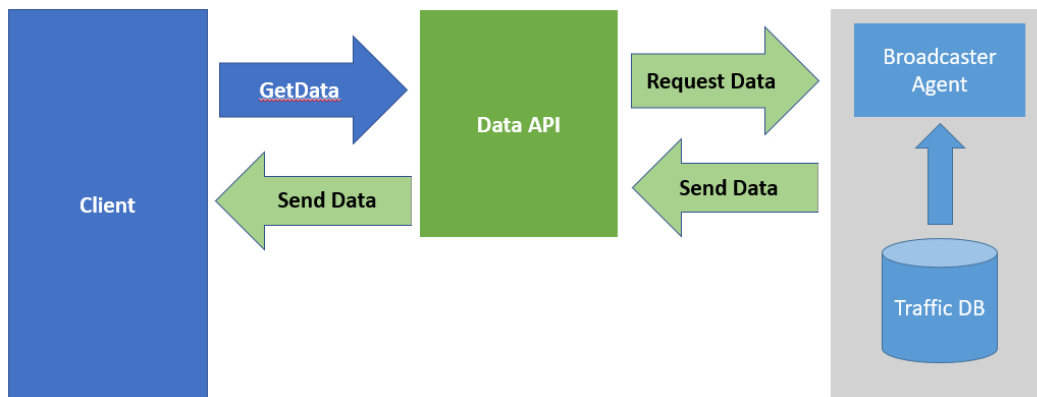 Client
GetData
Send Data
Data API
Request Data
Send Data
Broadcaster
Agent
Traffic DB